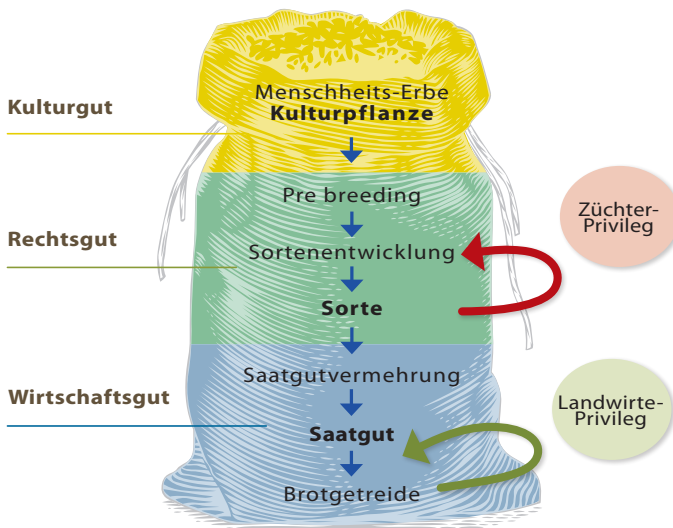 Menschheits-Erbe
Kulturgut
Kulturpflanze
Pre breeding
Züchter-
Privileg
Rechtsgut
Sortenentwicklung
Sorte
Saatgutvermehrung
Wirtschaftsgut
Landwirte-
Privileg
Saatgut
Brotgetreide